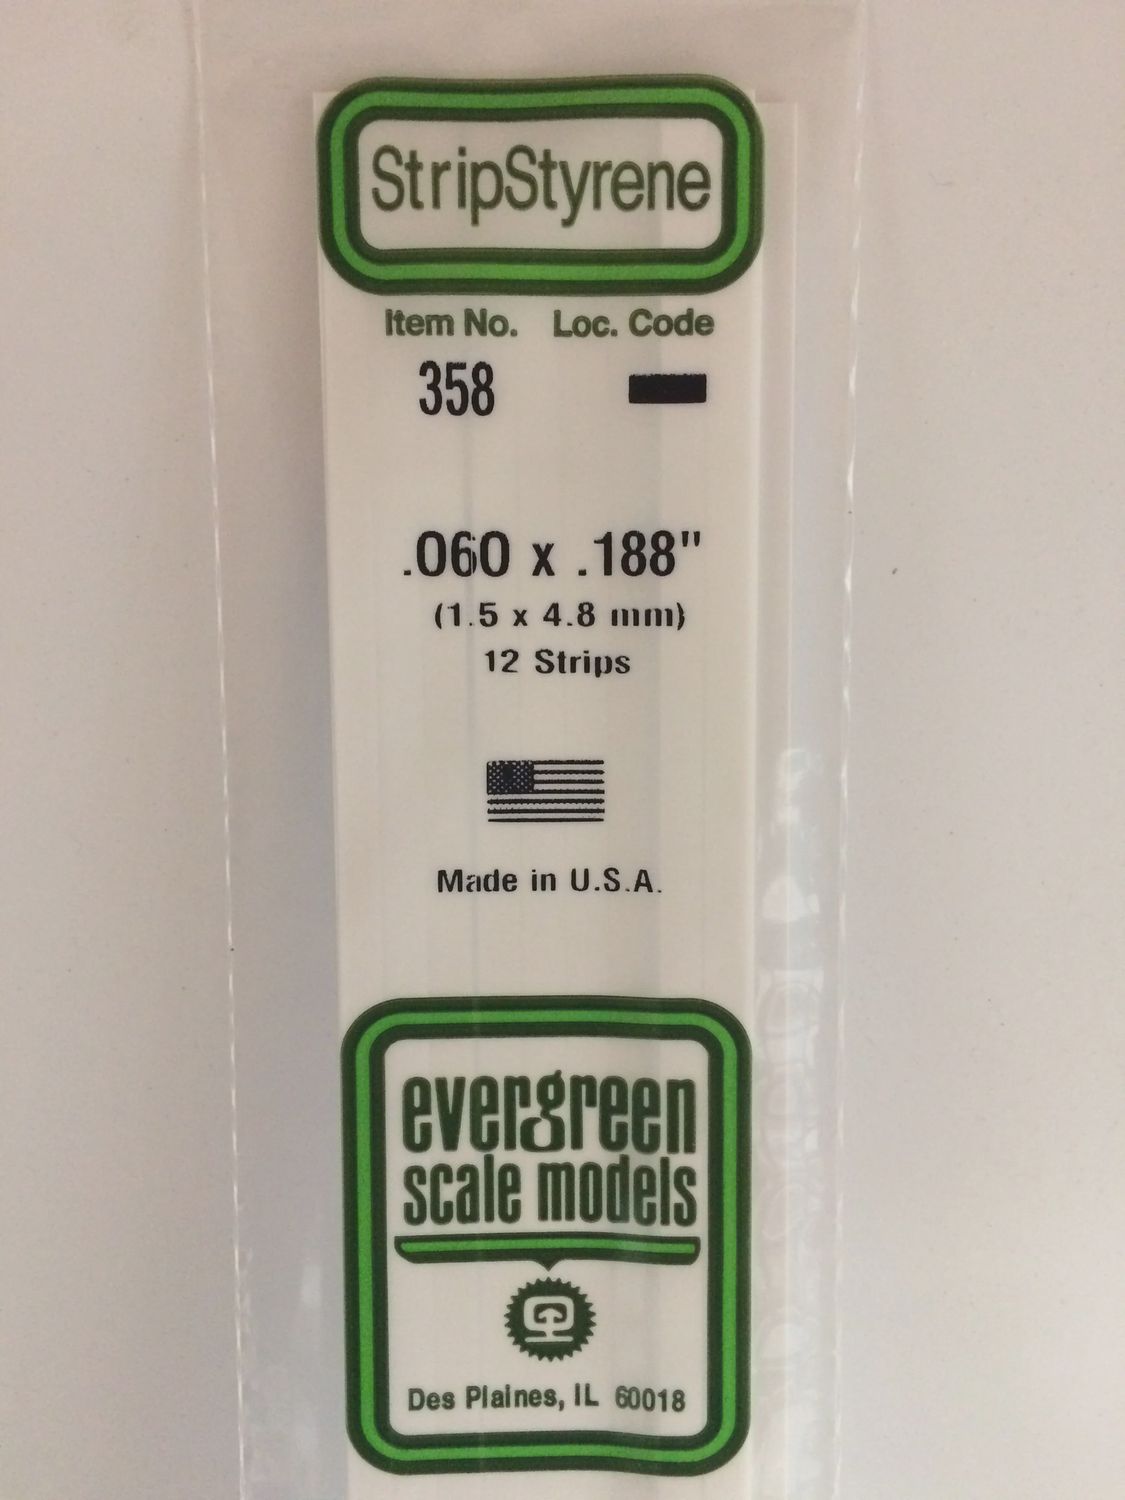 StripStyrene
Item No. Loc. Code
358
.060 x .188"
(1.5 x 4.8 mm)
12 Strips
Made in U.S.A.
evergreen
scale models
Des Plaines, IL 60018